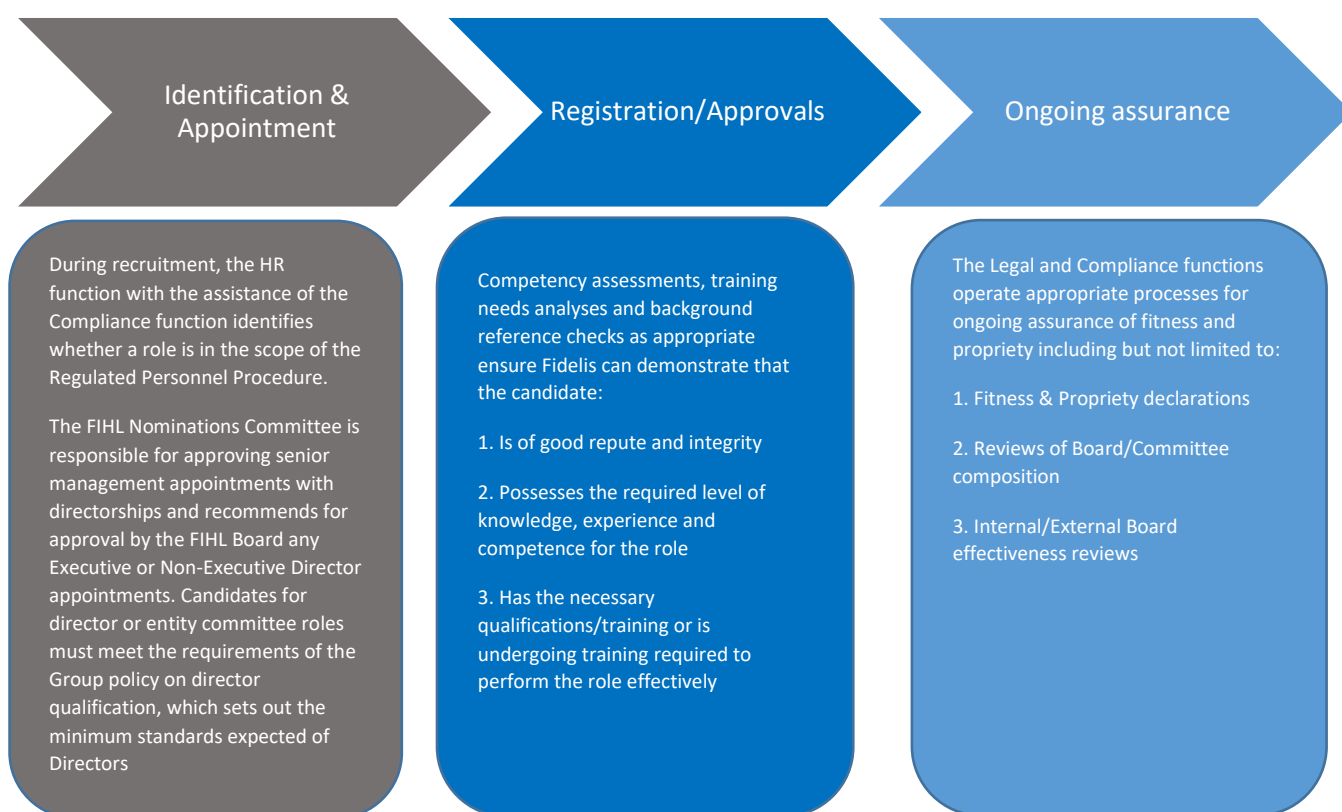 Identification &
Appointment
Registration/Approvals
Ongoing assurance
During recruitment, the HR
function with the assistance of the
Compliance function identifies
whether a role is in the scope of the
Regulated Personnel Procedure.
The FIHL Nominations Committee is
responsible for approving senior
management appointments with
directorships and recommends for
approval by the FIHL Board any
Executive or Non-Executive Director
appointments. Candidates for
director or entity committee roles
must meet the requirements of the
Group policy on director
qualification, which sets out the
minimum standards expected of
Directors
Competency assessments, training
needs analyses and background
reference checks as appropriate
ensure Fidelis can demonstrate that
the candidate:
1. Is of good repute and integrity
2. Possesses the required level of
knowledge, experience and
competence for the role
3. Has the necessary
qualifications/training or is
undergoing training required to
perform the role effectively
The Legal and Compliance functions
operate appropriate processes for
ongoing assurance of fitness and
propriety including but not limited to:
1. Fitness & Propriety declarations
2. Reviews of Board/Committee
composition
3. Internal/External Board
effectiveness reviews